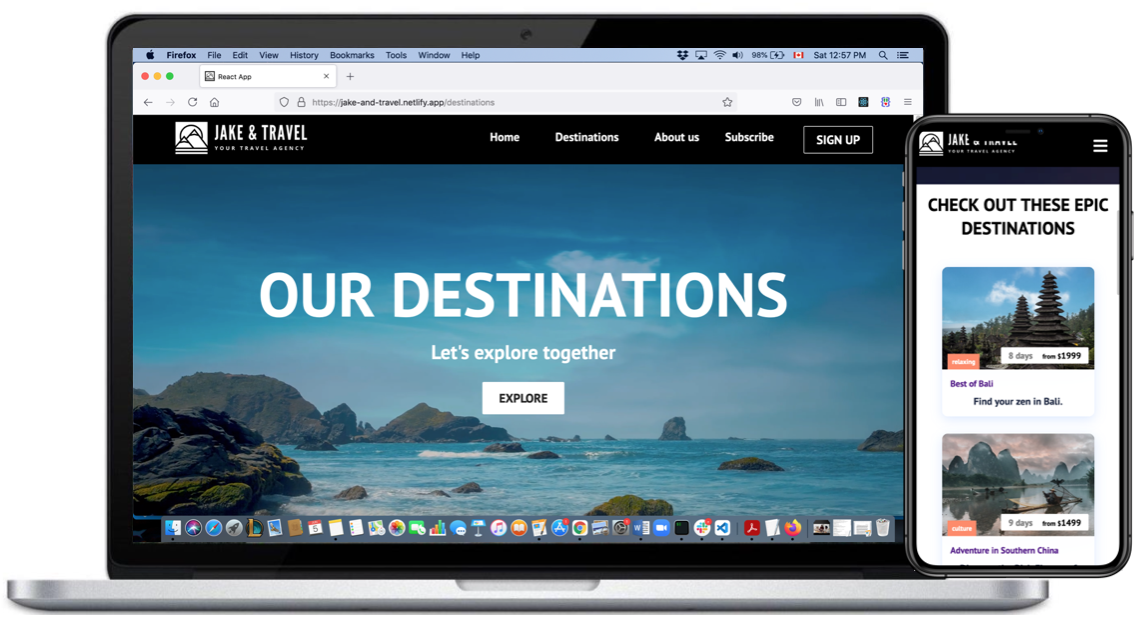 Firefox File Edit View History Bookmarks Tools Window Help
98% Sat 12:57 PM
React App
https://jake-and-travel.netlify.app/destinations
JAKE & TRAVEL
YOUR TRAVEL AGENCY
Home Destinations About us Subscribe SIGN UP
OUR DESTINATIONS
Let's explore together
EXPLORE
5
JAKE & TRAVEL
YOUR TRAVEL AGENCY
CHECK OUT THESE EPIC
DESTINATIONS
relaxing
8 days from $1999
Best of Bali
Find your zen in Bali.
culture
9 days from $1499
Adventure in Southern China